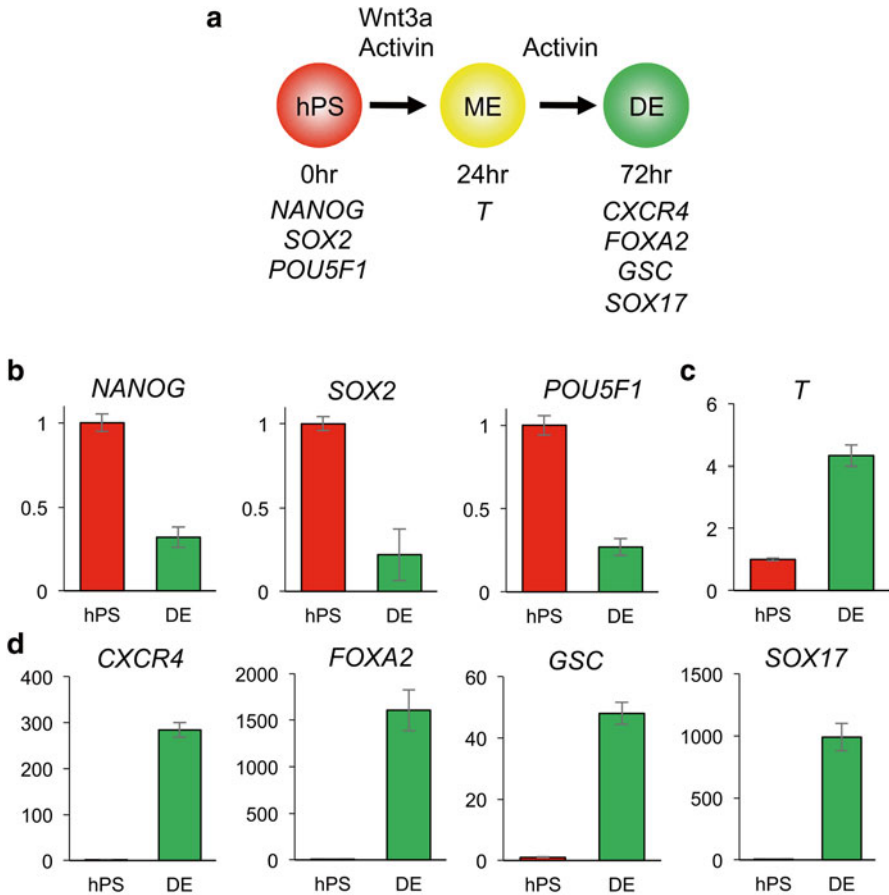 a
Wnt3a
Activin
Activin
hPS
ME
DE
0hr
24hr
72hr
NANOG
SOX2
POU5F1
T
CXCR4
FOXA2
GSC
SOX17
b
NANOG
1
0.5
0
hPS
DE
SOX2
1
0.5
0
hPS
DE
POU5F1
1
0.5
0
hPS
DE
c
T
6
4
2
0
hPS
DE
d
CXCR4
400
300
200
100
0
hPS
DE
FOXA2
2000
1500
1000
500
0
hPS
DE
GSC
60
40
20
0
hPS
DE
SOX17
1500
1000
500
0
hPS
DE